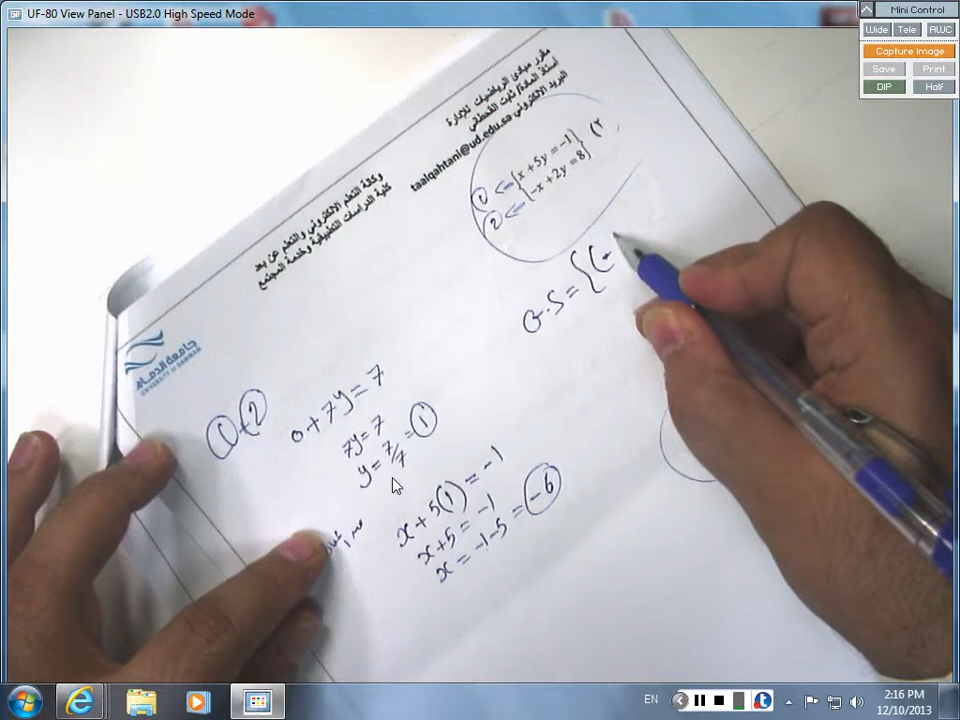 UF-80 View Panel - USB2.0 High Speed Mode
Mini Control
Wide Tele AWC
Capture Image
Save Print
DIP Half
مقرر مبادئ الرياضيات للإدارة
أستاذ المادة/ ثابت القحطاني
البريد الالكتروني taalqahtani@ud.edu.sa
وكالة التعلم الالكتروني والتعلم عن بعد
كلية الدراسات التطبيقية وخدمة المجتمع
جامعة الدمام
UNIVERSITY OF DAMMAM
(٢
① <= {x + 5y = -1}
② <= {-x + 2y = 8}
G.S = {(-
① + ②
0 + 7y = 7
7y = 7
y = 7/7 = 1
x + 5(1) = -1
x + 5 = -1
x = -1 - 5 = -6
EN
2:16 PM
12/10/2013